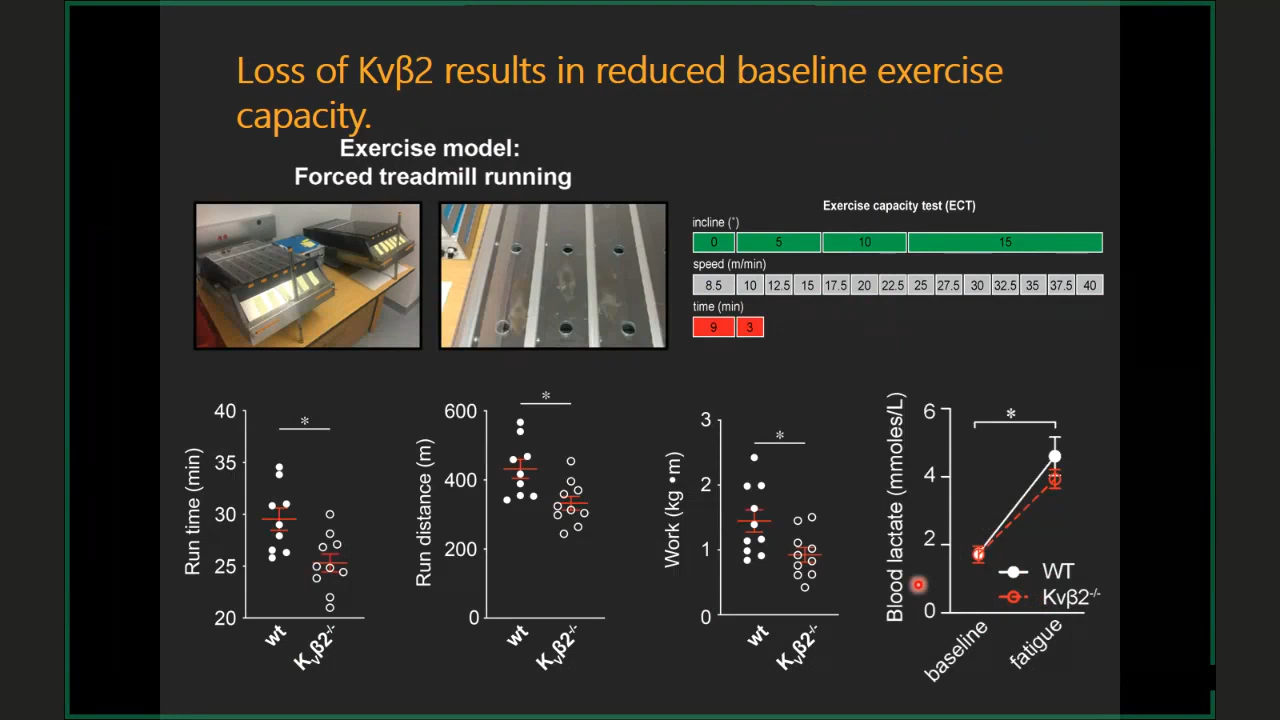 Loss of Kvβ2 results in reduced baseline exercise
capacity.
Exercise model:
Forced treadmill running
Exercise capacity test (ECT)
incline (°)
0 5 10 15
speed (m/min)
8.5 10 12.5 15 17.5 20 22.5 25 27.5 30 32.5 35 37.5 40
time (min)
9 3
Run time (min)
40
35
30
25
20
*
wt
Kvβ2-/-
Run distance (m)
600
400
200
0
*
wt
Kvβ2-/-
Work (kg •m)
3
2
1
0
*
wt
Kvβ2-/-
Blood lactate (mmoles/L)
6
4
2
0
*
WT
Kvβ2-/-
baseline
fatigue